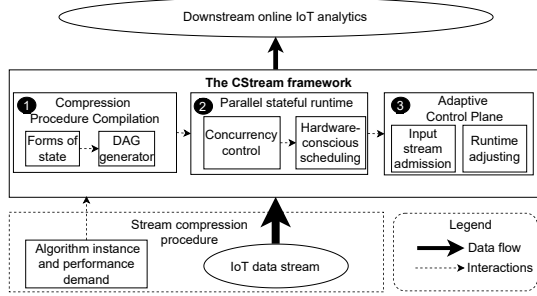 Downstream online IoT analytics
The CStream framework
1
Compression
Procedure Compilation
Forms of
state
DAG
generator
2
Parallel stateful runtime
Concurrency
control
Hardware-
conscious
scheduling
3
Adaptive
Control Plane
Input
stream
admission
Runtime
adjusting
Stream compression
procedure
Algorithm instance
and performance
demand
IoT data stream
Legend
Data flow
Interactions